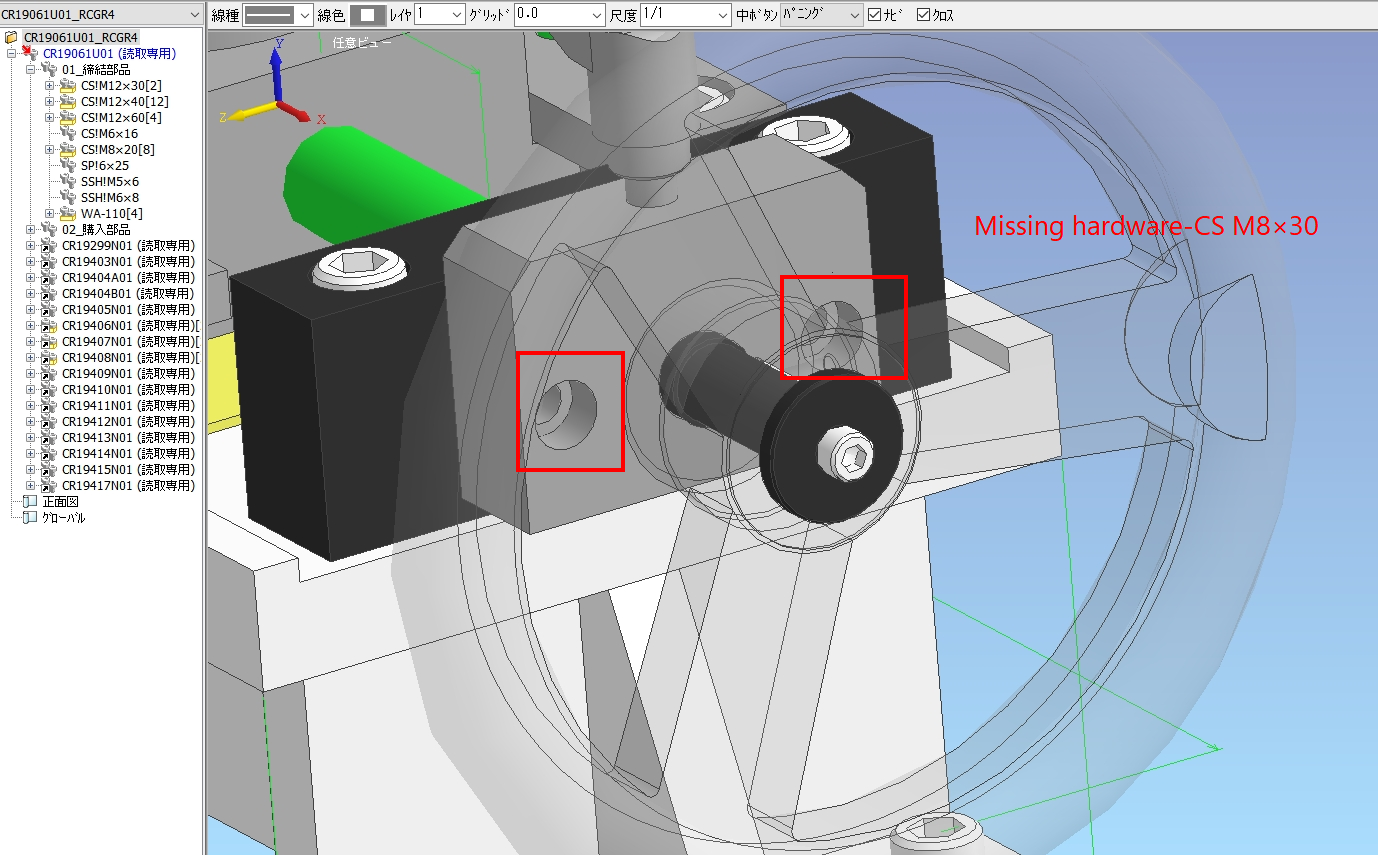 CR19061U01_RCGR4
線種
線色
ﾚｲﾔ 1
ｸﾞﾘｯﾄﾞ 0.0
尺度 1/1
中ﾎﾞﾀﾝ ﾊﾟﾆﾝｸﾞ
ﾅﾋﾞ
ｸﾛｽ
CR19061U01_RCGR4
CR19061U01 (読取専用)
01_締結部品
CS!M12×30[2]
CS!M12×40[12]
CS!M12×60[4]
CS!M6×16
CS!M8×20[8]
SP!6×25
SSH!M5×6
SSH!M6×8
WA-110[4]
02_購入部品
CR19299N01 (読取専用)
CR19403N01 (読取専用)
CR19404A01 (読取専用)
CR19404B01 (読取専用)
CR19405N01 (読取専用)
CR19406N01 (読取専用)[
CR19407N01 (読取専用)[
CR19408N01 (読取専用)[
CR19409N01 (読取専用)
CR19410N01 (読取専用)
CR19411N01 (読取専用)
CR19412N01 (読取専用)
CR19413N01 (読取専用)
CR19414N01 (読取専用)
CR19415N01 (読取専用)
CR19417N01 (読取専用)
正面図
ｸﾞﾛｰﾊﾞﾙ
任意ビュー
Y
Z
X
Missing hardware-CS M8×30